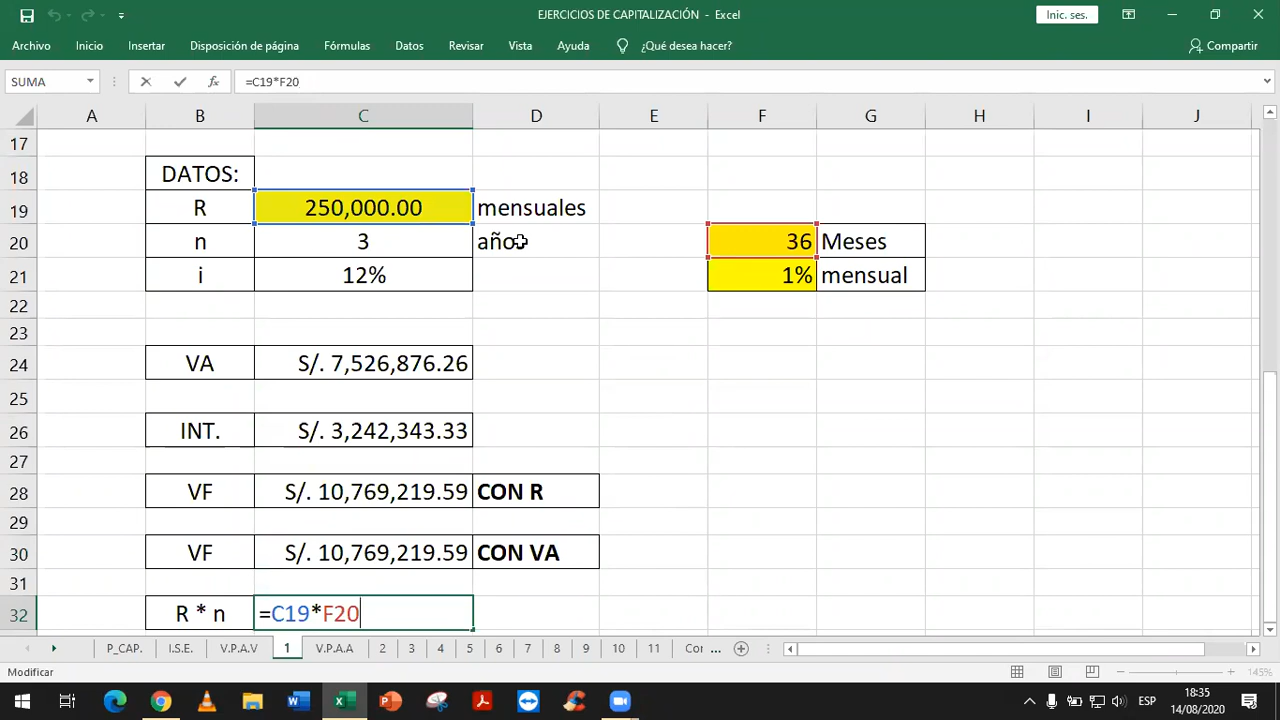 EJERCICIOS DE CAPITALIZACIÓN - Excel
Inic. ses.
Archivo Inicio Insertar Disposición de página Fórmulas Datos Revisar Vista Ayuda ¿Qué desea hacer? Compartir
SUMA fx =C19*F20
A B C D E F G H I J
17
18 DATOS:
19 R 250,000.00 mensuales
20 n 3 año 36 Meses
21 i 12% 1% mensual
22
23
24 VA S/. 7,526,876.26
25
26 INT. S/. 3,242,343.33
27
28 VF S/. 10,769,219.59 CON R
29
30 VF S/. 10,769,219.59 CON VA
31
32 R * n =C19*F20
P_CAP. I.S.E. V.P.A.V 1 V.P.A.A 2 3 4 5 6 7 8 9 10 11 Cor ...
Modificar 145%
ESP 18:35
14/08/2020